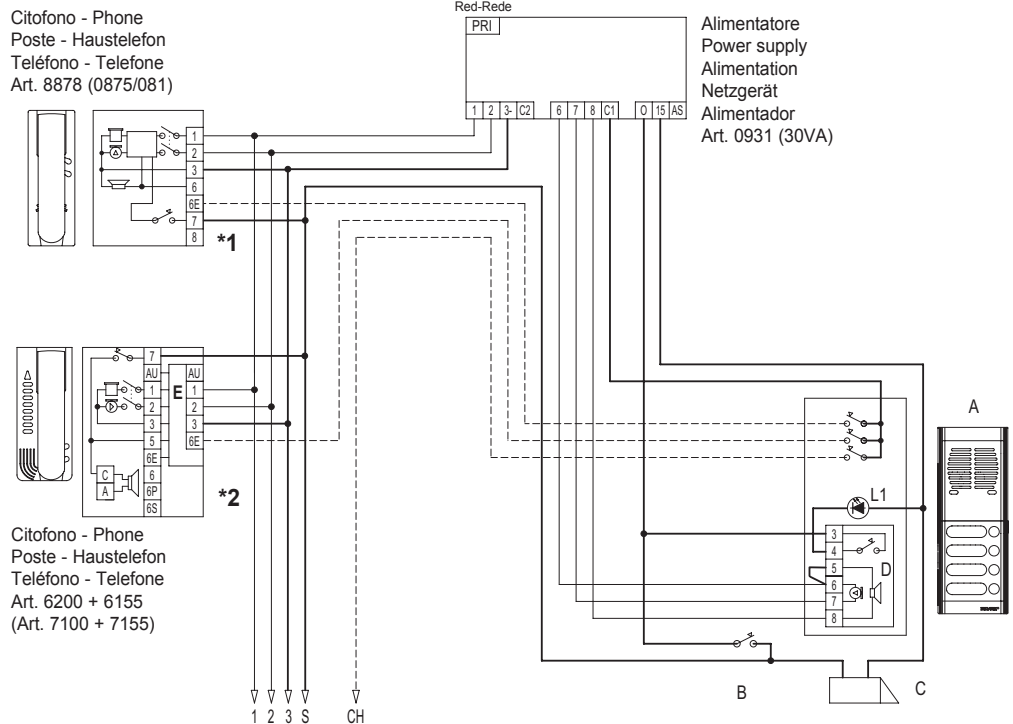 Citofono - Phone
Poste - Haustelefon
Teléfono - Telefone
Art. 8878 (0875/081)
Red-Rede
PRI
1 2 3- C2 6 7 8 C1 O 15 AS
Alimentatore
Power supply
Alimentation
Netzgerät
Alimentador
Art. 0931 (30VA)
1
2
3
6
6E
7
8
*1
7
AU
1
2
3
5
6E
6
6P
6S
C
A
E
AU
1
2
3
6E
*2
Citofono - Phone
Poste - Haustelefon
Teléfono - Telefone
Art. 6200 + 6155
(Art. 7100 + 7155)
A
L1
3
4
5
6
7
8
D
B
C
1 2 3 S CH